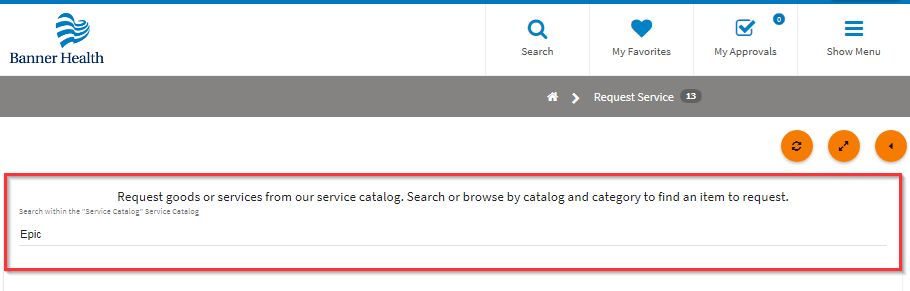 Banner Health
Search
My Favorites
0
My Approvals
Show Menu
Request Service 13
Request goods or services from our service catalog. Search or browse by catalog and category to find an item to request.
Search within the "Service Catalog" Service Catalog
Epic